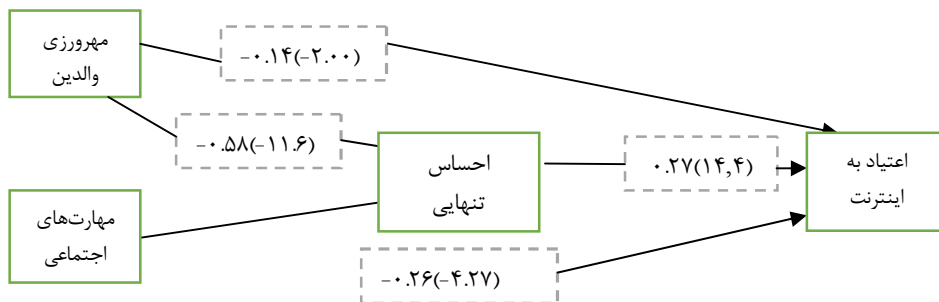 مهرورزی
والدین
-۰.۱۴(-۲.۰۰)
-۰.۵۸(-۱۱.۶)
احساس
تنهایی
۰.۲۷(۱۴,۴)
اعتیاد به
اینترنت
مهارت‌های
اجتماعی
-۰.۲۶(-۴.۲۷)